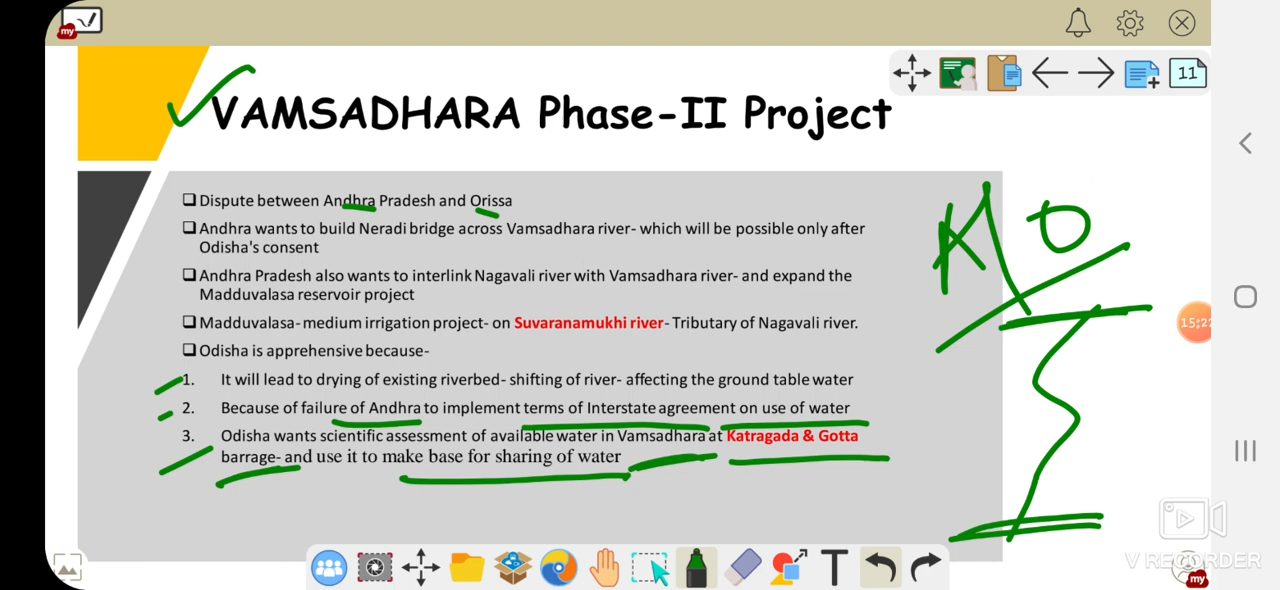 my
11
VAMSADHARA Phase-II Project
❑ Dispute between Andhra Pradesh and Orissa
❑ Andhra wants to build Neradi bridge across Vamsadhara river- which will be possible only after
Odisha's consent
❑ Andhra Pradesh also wants to interlink Nagavali river with Vamsadhara river- and expand the
Madduvalasa reservoir project
❑ Madduvalasa- medium irrigation project- on Suvaranamukhi river- Tributary of Nagavali river.
❑ Odisha is apprehensive because-
1. It will lead to drying of existing riverbed- shifting of river- affecting the ground table water
2. Because of failure of Andhra to implement terms of Interstate agreement on use of water
3. Odisha wants scientific assessment of available water in Vamsadhara at Katragada & Gotta
barrage- and use it to make base for sharing of water
K
O
15:22
T
V RECORDER
my